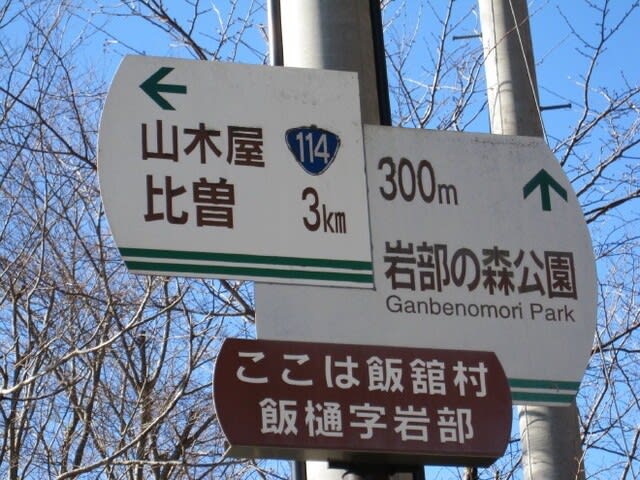 ←
山木屋 114
比曽 3km
300m ↑
岩部の森公園
Ganbenomori Park
ここは飯舘村
飯樋字岩部